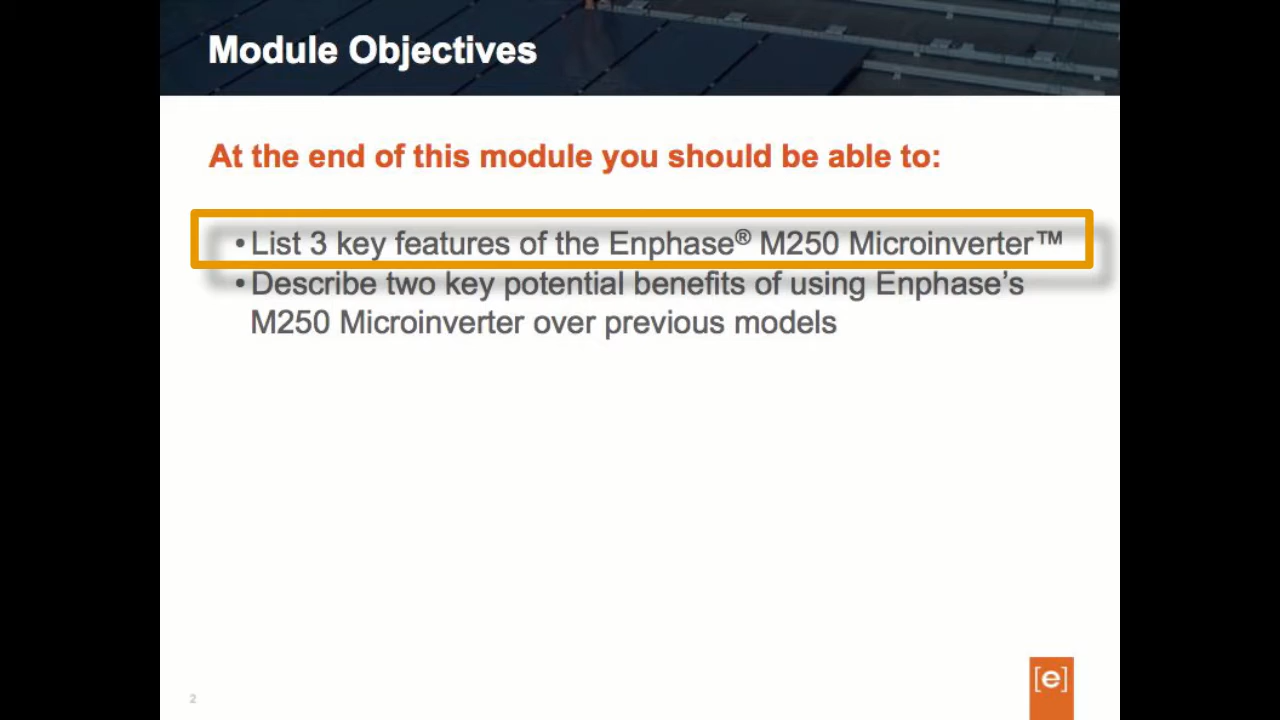 Module Objectives
At the end of this module you should be able to:
• List 3 key features of the Enphase® M250 Microinverter™
• Describe two key potential benefits of using Enphase’s
M250 Microinverter over previous models
2
[e]